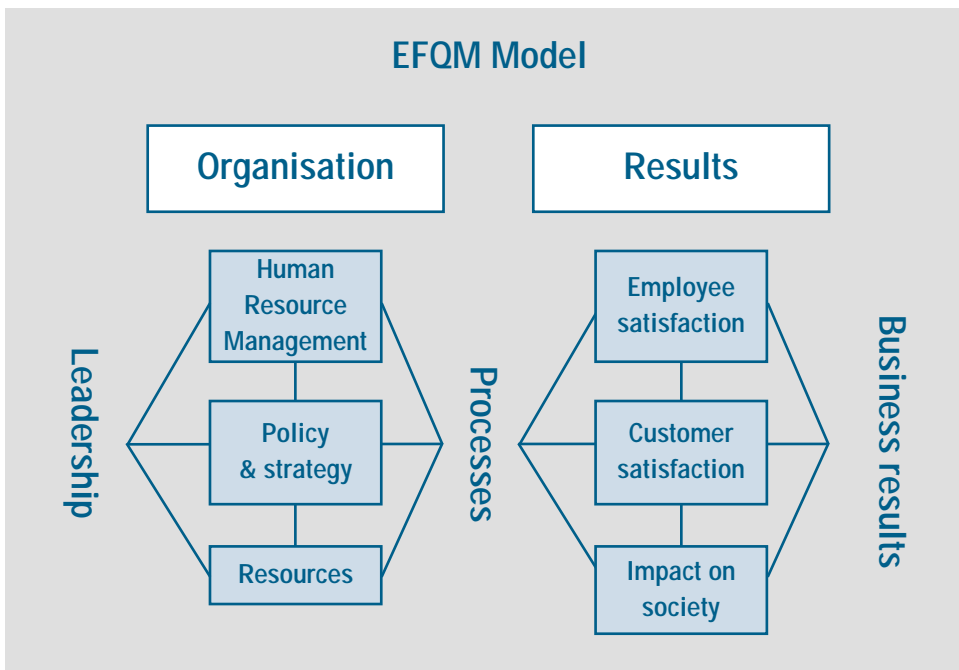 EFQM Model
Organisation
Results
Leadership
Human
Resource
Management
Policy
& strategy
Resources
Processes
Employee
satisfaction
Customer
satisfaction
Impact on
society
Business results